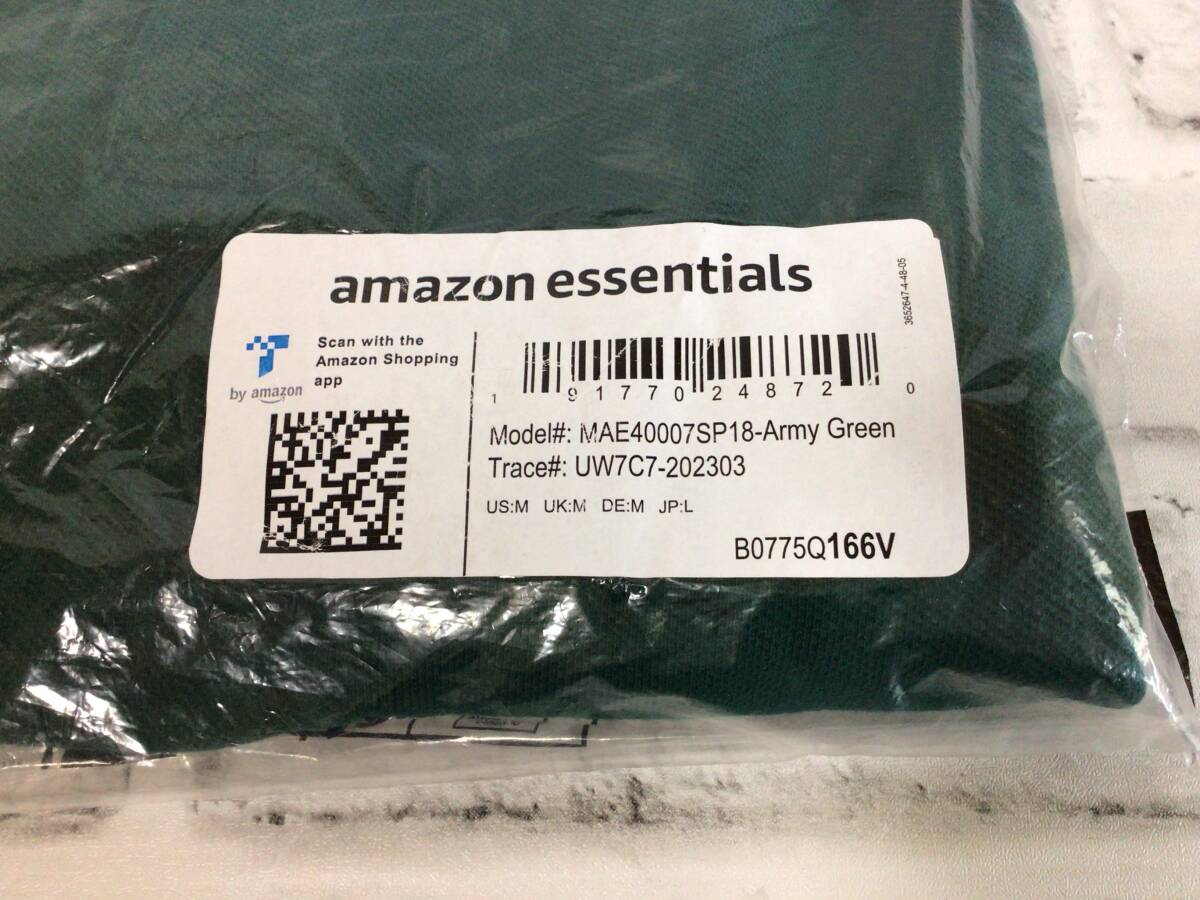 amazon essentials
3652647-4-48-05
Scan with the
Amazon Shopping
app
by amazon
1 91770 24872 0
Model#: MAE40007SP18-Army Green
Trace#: UW7C7-202303
US:M UK:M DE:M JP:L
B0775Q166V